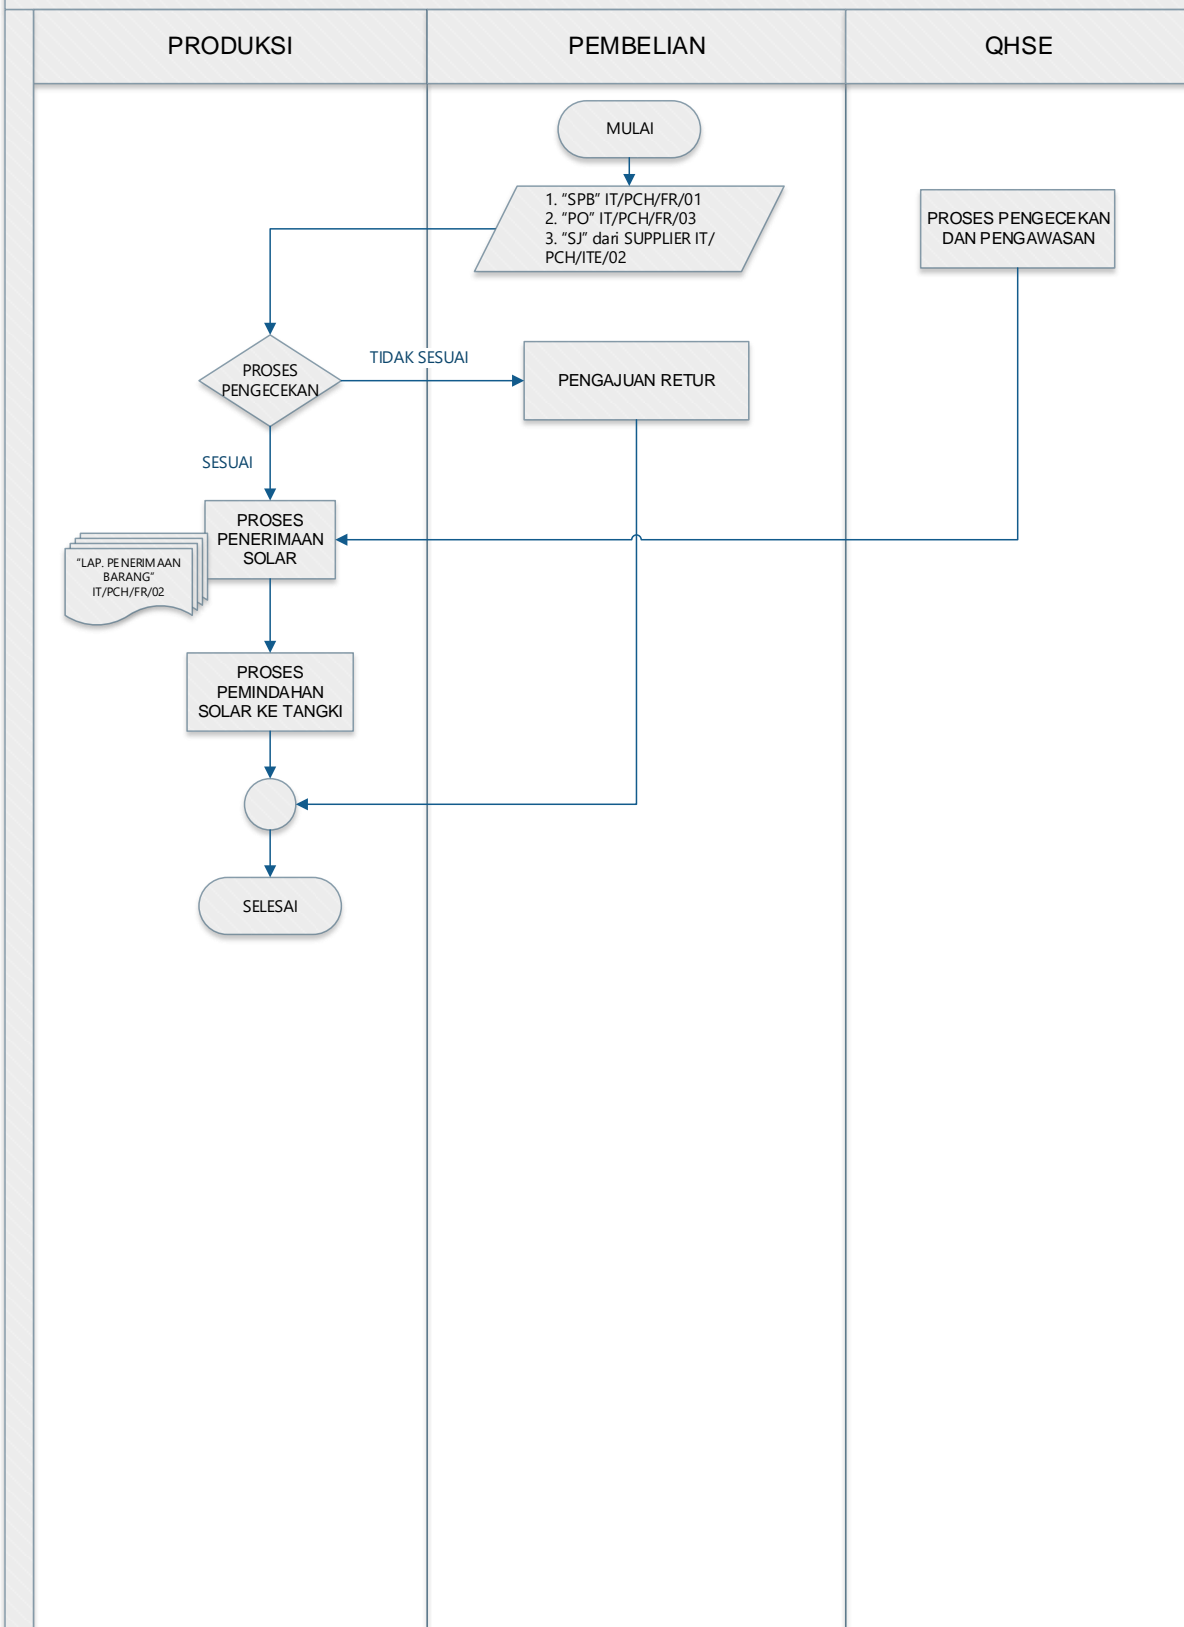 PRODUKSI
PEMBELIAN
QHSE
MULAI
1. “SPB” IT/PCH/FR/01
2. “PO” IT/PCH/FR/03
3. “SJ” dari SUPPLIER IT/
PCH/ITE/02
PROSES PENGECEKAN
DAN PENGAWASAN
PROSES
PENGECEKAN
TIDAK SESUAI
PENGAJUAN RETUR
SESUAI
PROSES
PENERIMAAN
SOLAR
“LAP. PENERIMAAN
BARANG”
IT/PCH/FR/02
PROSES
PEMINDAHAN
SOLAR KE TANGKI
SELESAI